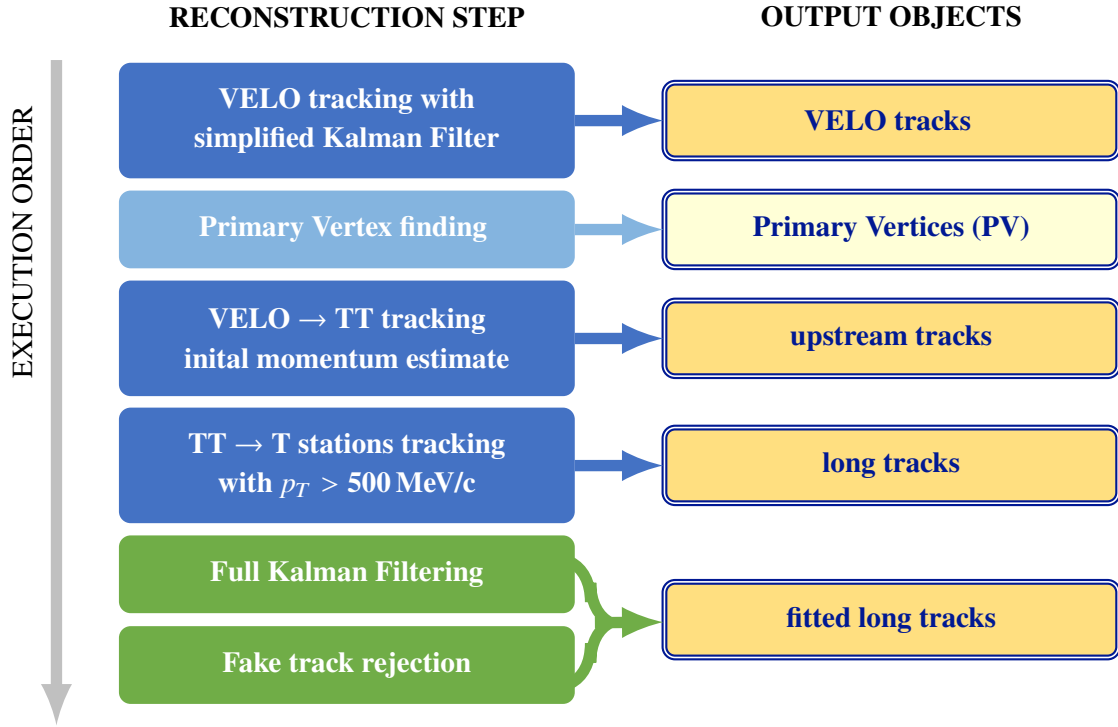 RECONSTRUCTION STEP
OUTPUT OBJECTS
EXECUTION ORDER
VELO tracking with
simplified Kalman Filter
VELO tracks
Primary Vertex finding
Primary Vertices (PV)
VELO → TT tracking
inital momentum estimate
upstream tracks
TT → T stations tracking
with p_T > 500 MeV/c
long tracks
Full Kalman Filtering
Fake track rejection
fitted long tracks